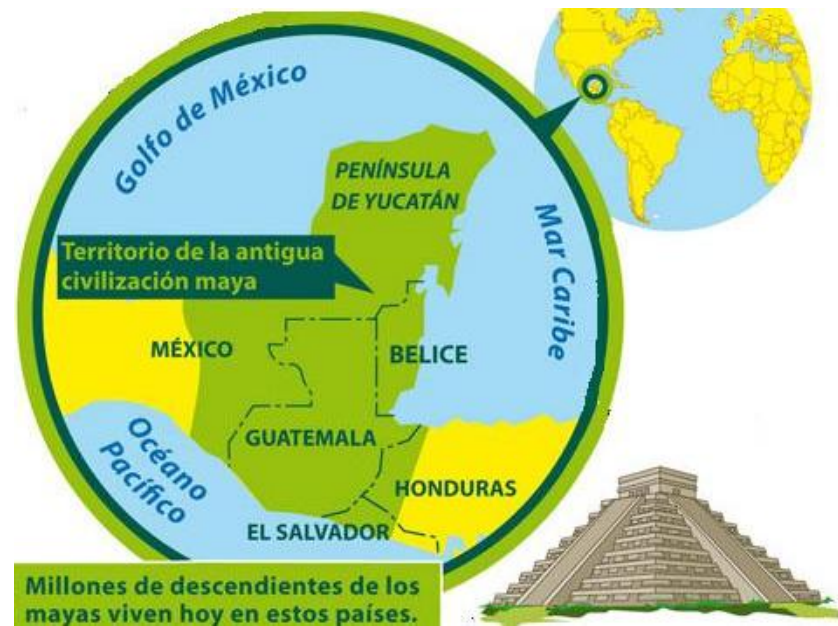 Golfo de México
PENÍNSULA
DE YUCATÁN
Mar Caribe
Territorio de la antigua
civilización maya
MÉXICO
BELICE
GUATEMALA
Océano
Pacífico
HONDURAS
EL SALVADOR
Millones de descendientes de los
mayas viven hoy en estos países.